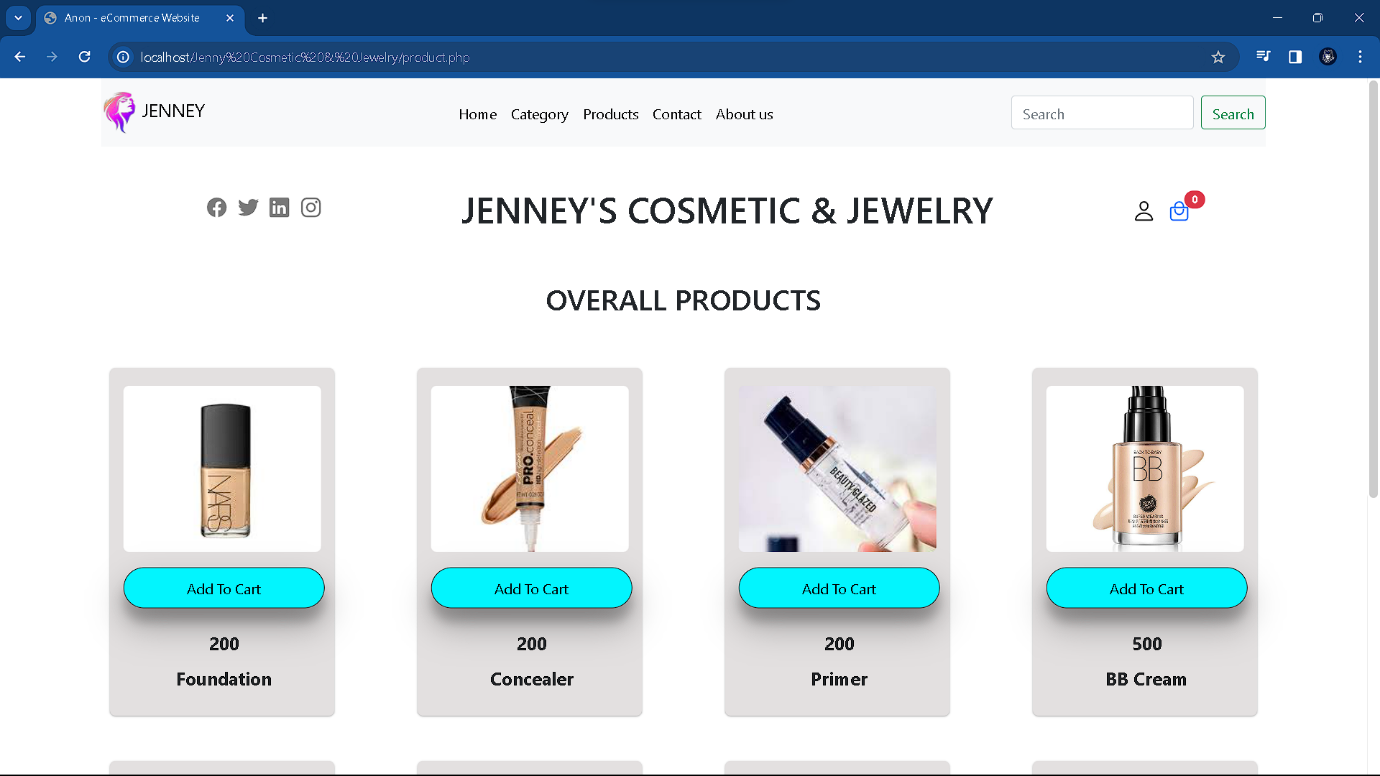 Anon - eCommerce Website
localhost/Jenny%20Cosmetic%20&%20Jewelry/product.php
JENNEY
Home Category Products Contact About us
Search
Search
JENNEY'S COSMETIC & JEWELRY
0
OVERALL PRODUCTS
NARS
PRO.conceal
BEAUTY GLAZED
BB
Add To Cart
Add To Cart
Add To Cart
Add To Cart
200
200
200
500
Foundation
Concealer
Primer
BB Cream